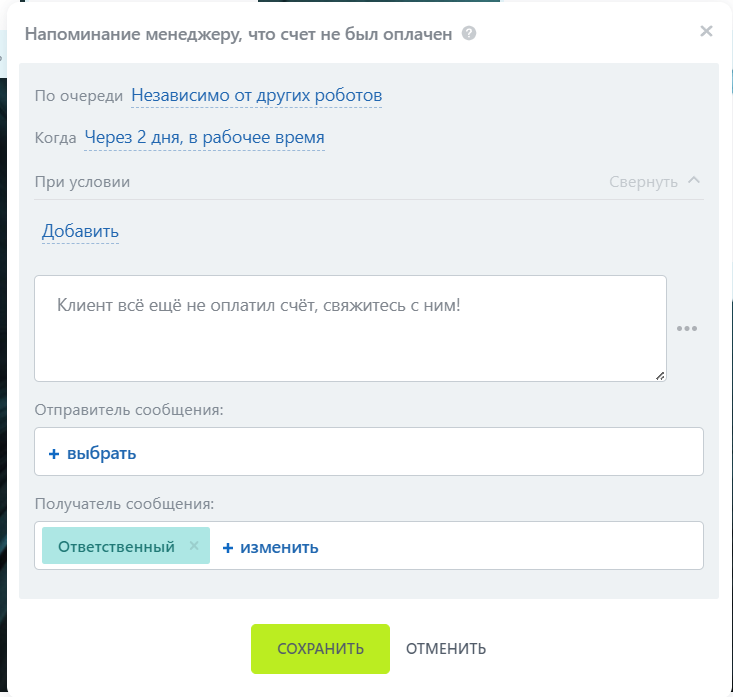 Напоминание менеджеру, что счет не был оплачен ?
По очереди Независимо от других роботов
Когда Через 2 дня, в рабочее время
При условии Свернуть
Добавить
Клиент всё ещё не оплатил счёт, свяжитесь с ним!
Отправитель сообщения:
+ выбрать
Получатель сообщения:
Ответственный × + изменить
СОХРАНИТЬ ОТМЕНИТЬ